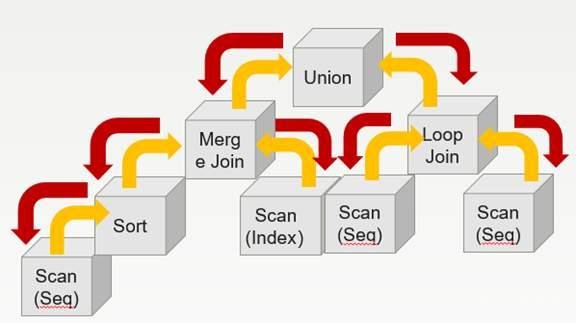 Union
Merg
e Join
Loop
Join
Sort
Scan
(Index)
Scan
(Seq)
Scan
(Seq)
Scan
(Seq)